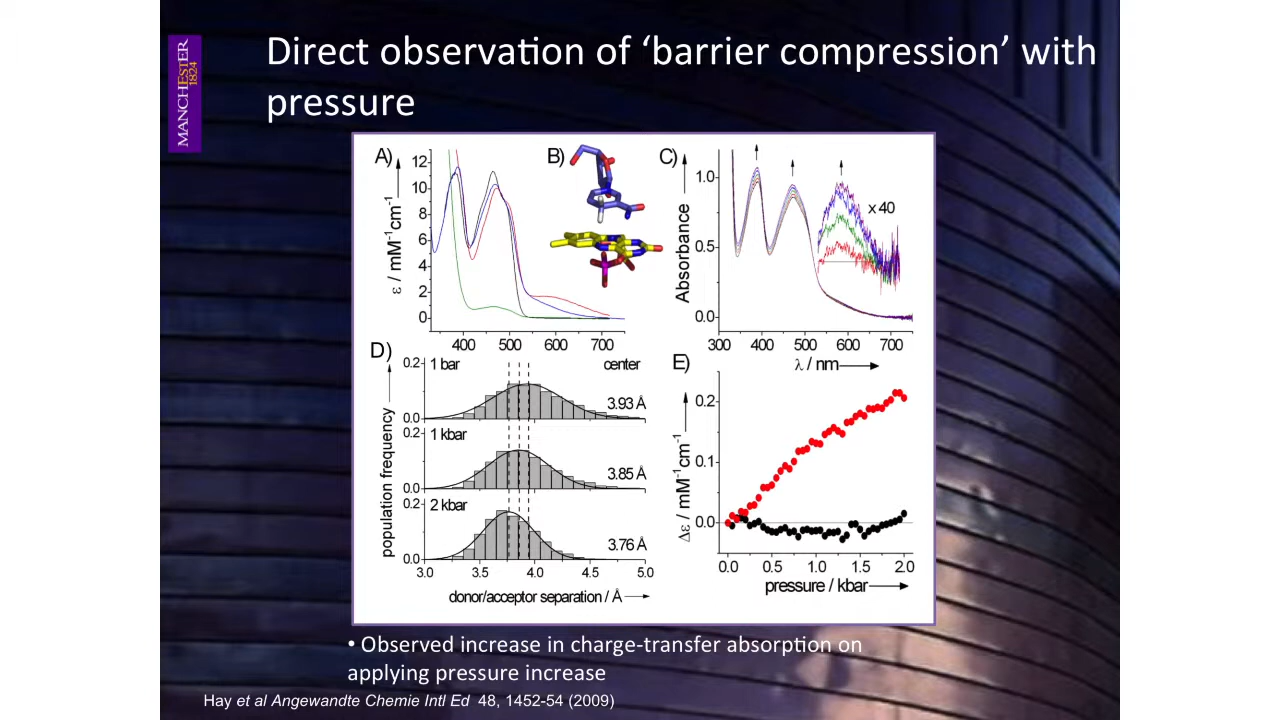 MANCHESTER
1824
Direct observation of ‘barrier compression’ with
pressure
A)
ε / mM⁻¹cm⁻¹
12
10
8
6
4
2
0
400 500 600 700
B)
C)
Absorbance
1.0
0.5
0.0
x 40
300 400 500 600 700
λ / nm
D)
population frequency
0.2 1 bar center
0.0 3.93 Å
0.2 1 kbar
0.0 3.85 Å
0.2 2 kbar
0.0 3.76 Å
3.0 3.5 4.0 4.5 5.0
donor/acceptor separation / Å
E)
Δε / mM⁻¹cm⁻¹
0.2
0.1
0.0
0.0 0.5 1.0 1.5 2.0
pressure / kbar
• Observed increase in charge-transfer absorption on
applying pressure increase
Hay et al Angewandte Chemie Intl Ed 48, 1452-54 (2009)